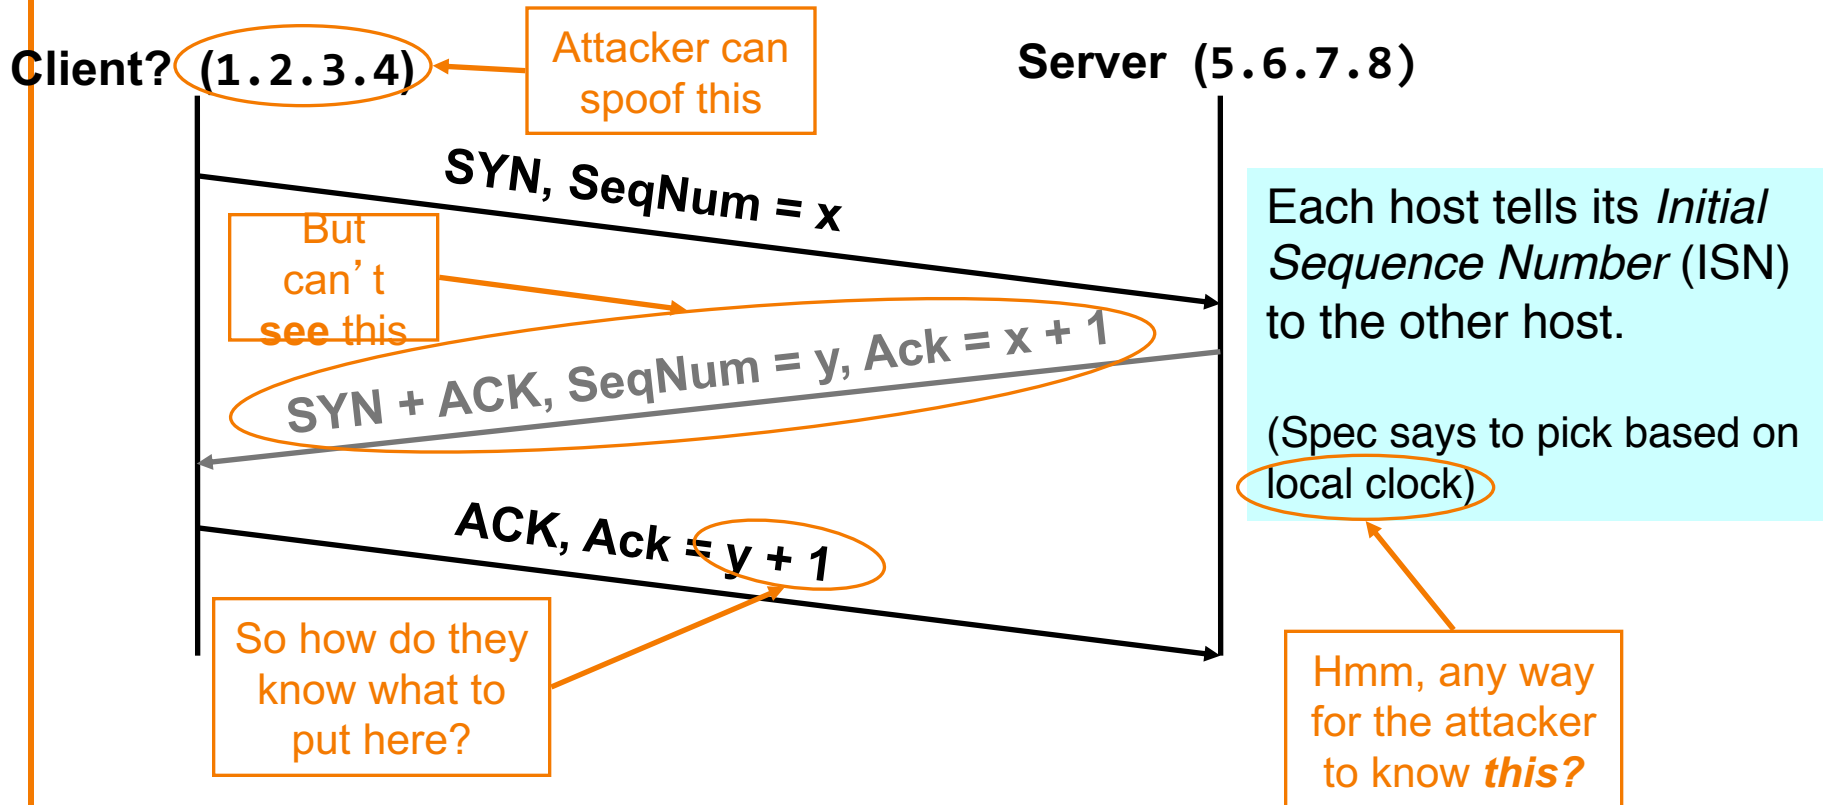 Client? (1.2.3.4)
Attacker can
spoof this
Server (5.6.7.8)
SYN, SeqNum = x
But
can’t
see this
SYN + ACK, SeqNum = y, Ack = x + 1
Each host tells its Initial
Sequence Number (ISN)
to the other host.
(Spec says to pick based on
local clock)
ACK, Ack = y + 1
So how do they
know what to
put here?
Hmm, any way
for the attacker
to know this?